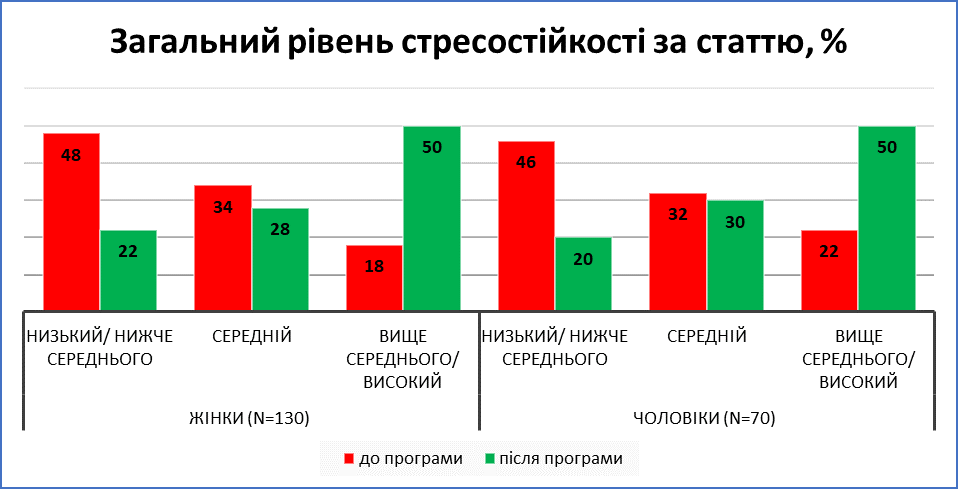 Загальний рівень стресостійкості за статтю, %
48
22
34
28
18
50
46
20
32
30
22
50
НИЗЬКИЙ/ НИЖЧЕ
СЕРЕДНЬОГО
СЕРЕДНІЙ
ВИЩЕ
СЕРЕДНЬОГО/
ВИСОКИЙ
НИЗЬКИЙ/ НИЖЧЕ
СЕРЕДНЬОГО
СЕРЕДНІЙ
ВИЩЕ
СЕРЕДНЬОГО/
ВИСОКИЙ
ЖІНКИ (N=130)
ЧОЛОВІКИ (N=70)
до програми
після програми